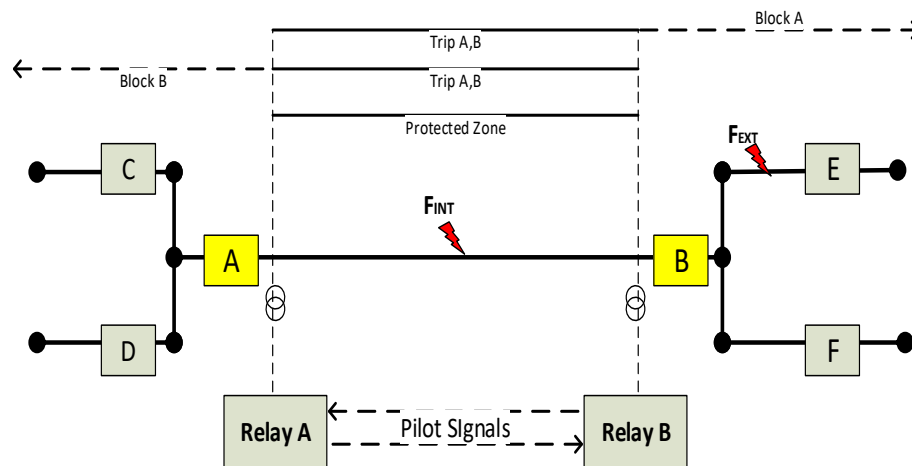 Block A
Trip A,B
Block B
Trip A,B
Protected Zone
FEXT
C
E
FINT
A
B
D
F
Relay A
Pilot SIgnals
Relay B